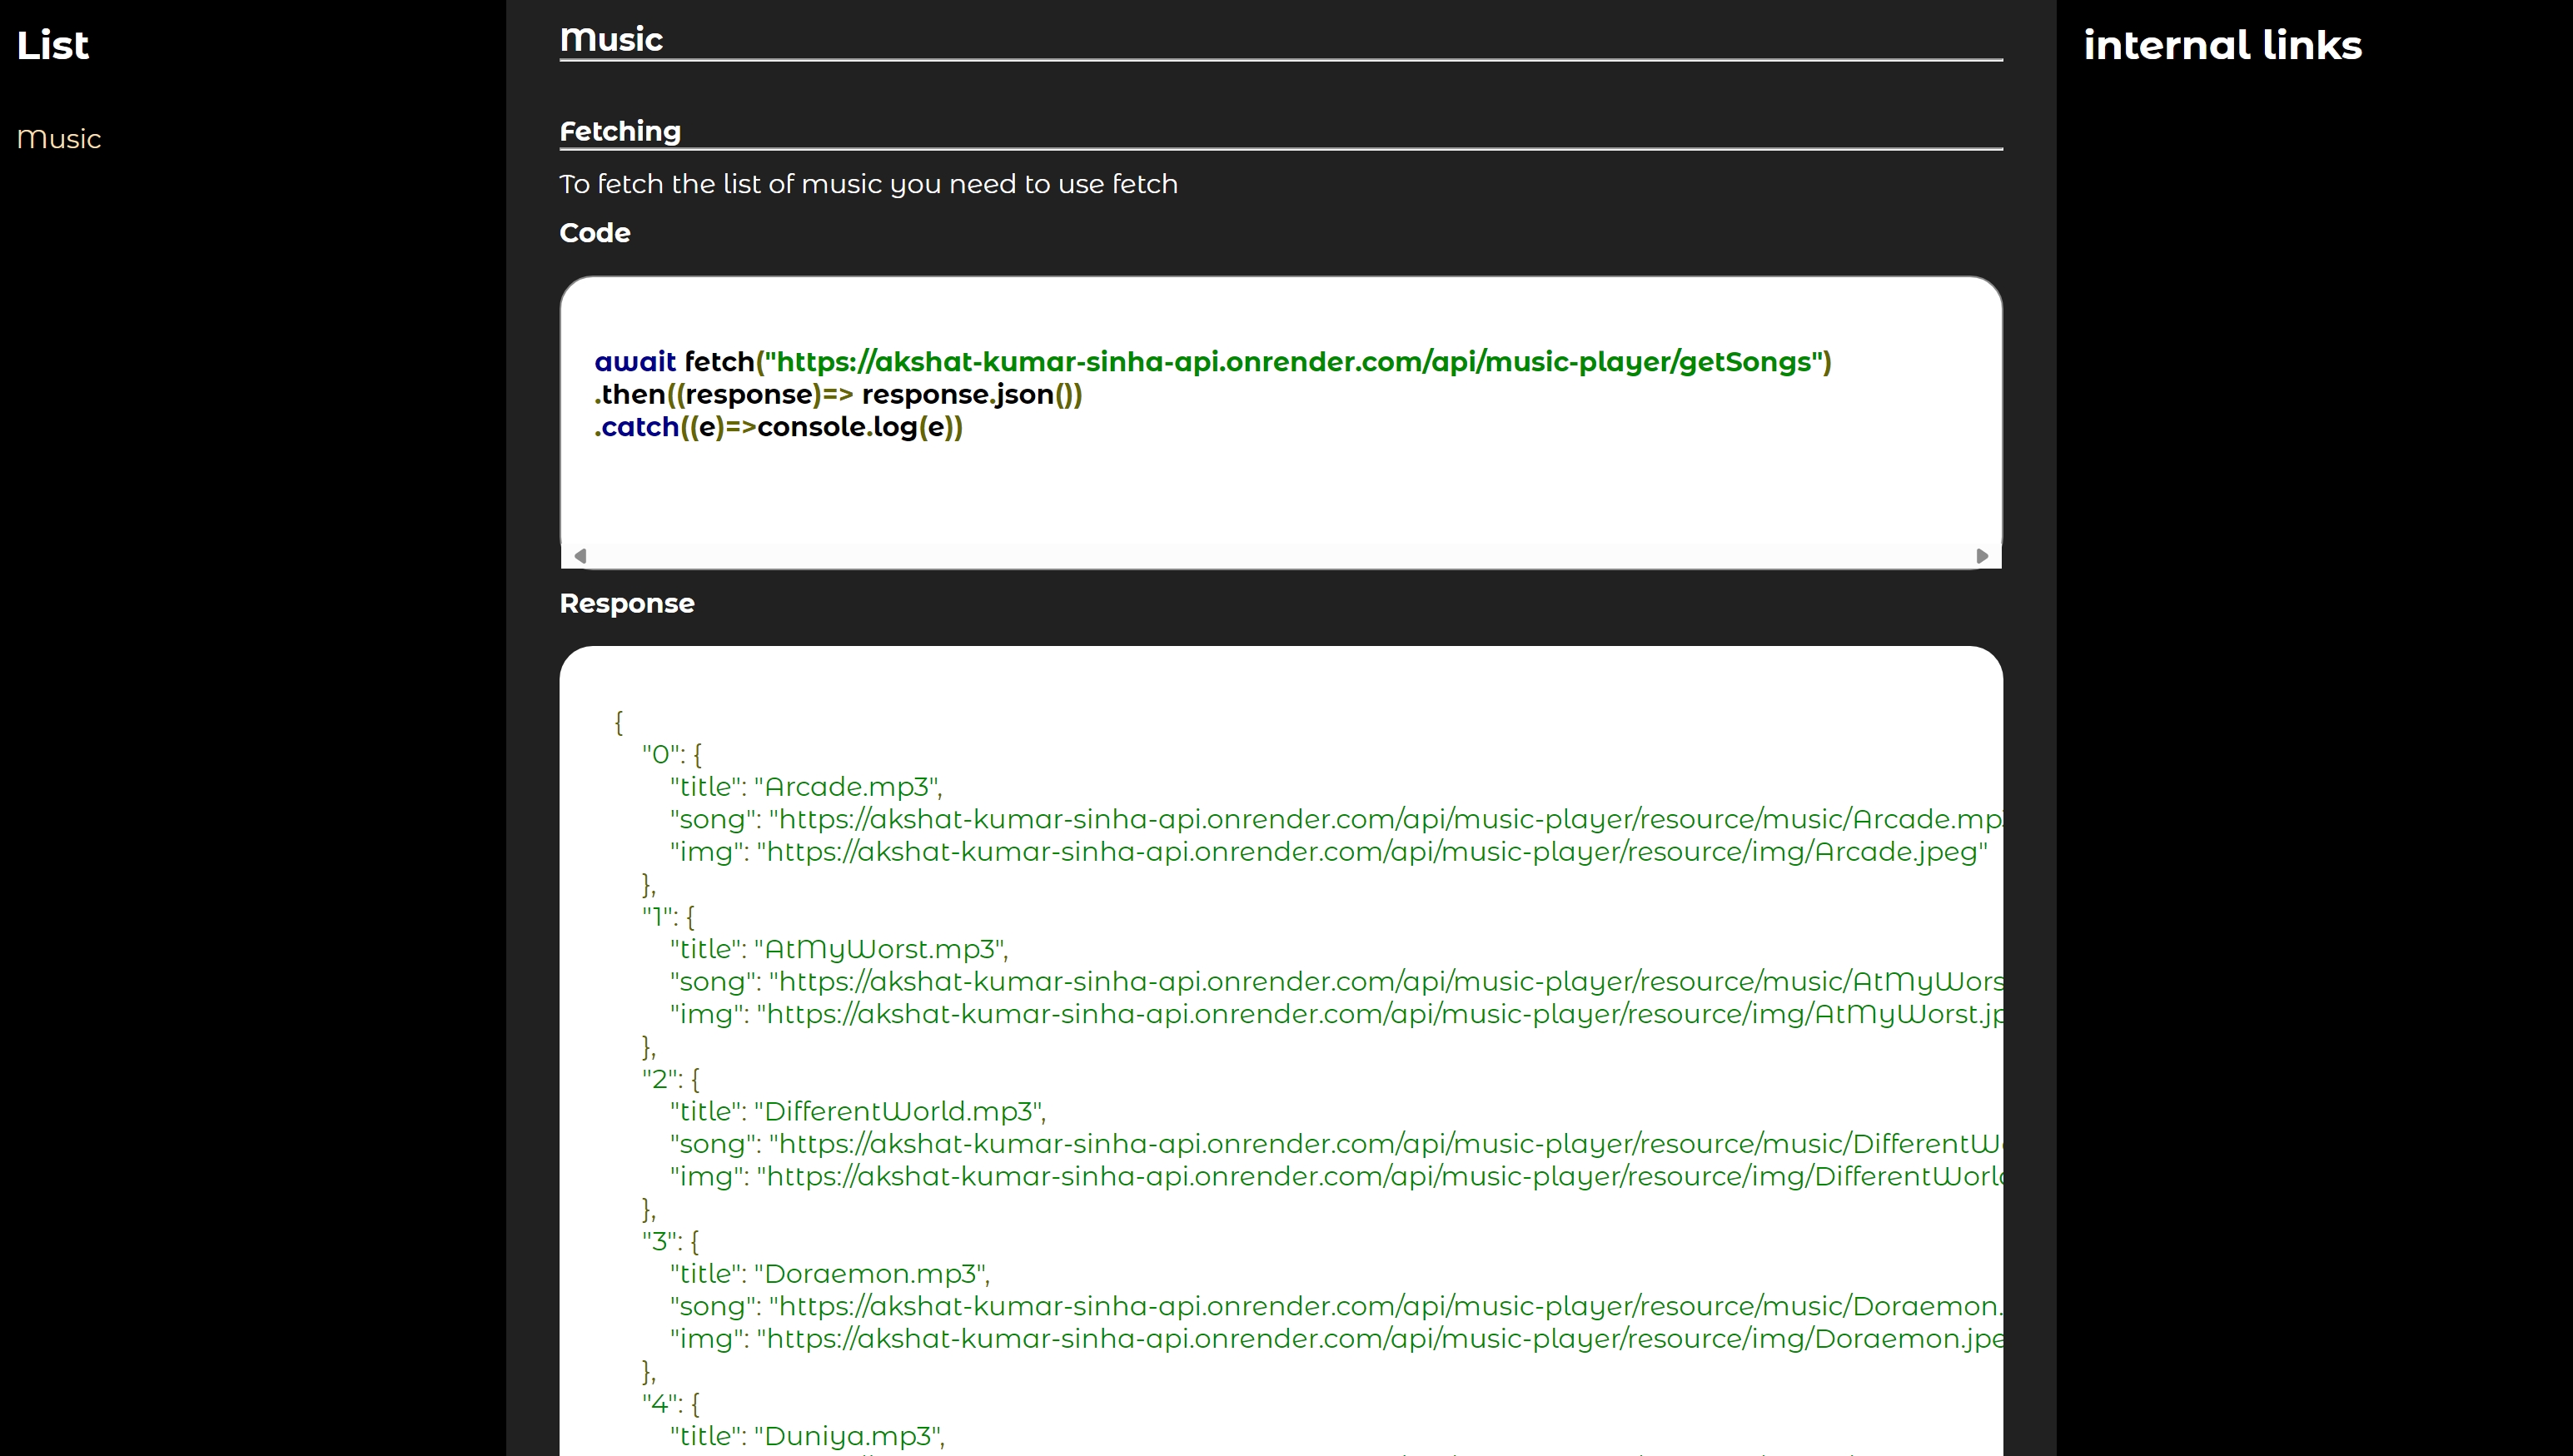 List
Music
Music
Fetching
To fetch the list of music you need to use fetch
Code
await fetch("https://akshat-kumar-sinha-api.onrender.com/api/music-player/getSongs")
.then((response)=> response.json())
.catch((e)=>console.log(e))
Response
{
"0": {
"title": "Arcade.mp3",
"song": "https://akshat-kumar-sinha-api.onrender.com/api/music-player/resource/music/Arcade.mp3
"img": "https://akshat-kumar-sinha-api.onrender.com/api/music-player/resource/img/Arcade.jpeg"
},
"1": {
"title": "AtMyWorst.mp3",
"song": "https://akshat-kumar-sinha-api.onrender.com/api/music-player/resource/music/AtMyWors
"img": "https://akshat-kumar-sinha-api.onrender.com/api/music-player/resource/img/AtMyWorst.jp
},
"2": {
"title": "DifferentWorld.mp3",
"song": "https://akshat-kumar-sinha-api.onrender.com/api/music-player/resource/music/DifferentWo
"img": "https://akshat-kumar-sinha-api.onrender.com/api/music-player/resource/img/DifferentWorld
},
"3": {
"title": "Doraemon.mp3",
"song": "https://akshat-kumar-sinha-api.onrender.com/api/music-player/resource/music/Doraemon.
"img": "https://akshat-kumar-sinha-api.onrender.com/api/music-player/resource/img/Doraemon.jpe
},
"4": {
"title": "Duniya.mp3",
internal links